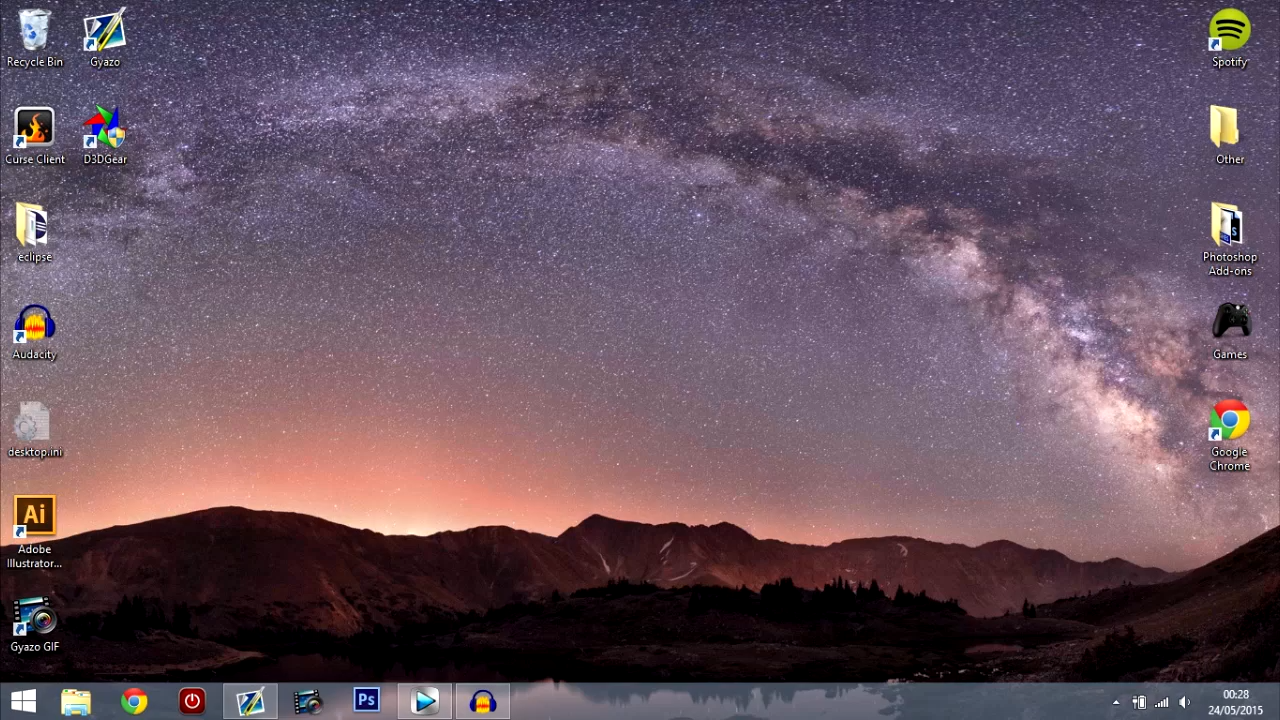 Recycle Bin
Gyazo
Spotify
Curse Client
D3DGear
Other
eclipse
Photoshop
Add-ons
Audacity
Games
desktop.ini
Google
Chrome
Ai
Adobe
Illustrator...
Gyazo GIF
Ps
00:28
24/05/2015